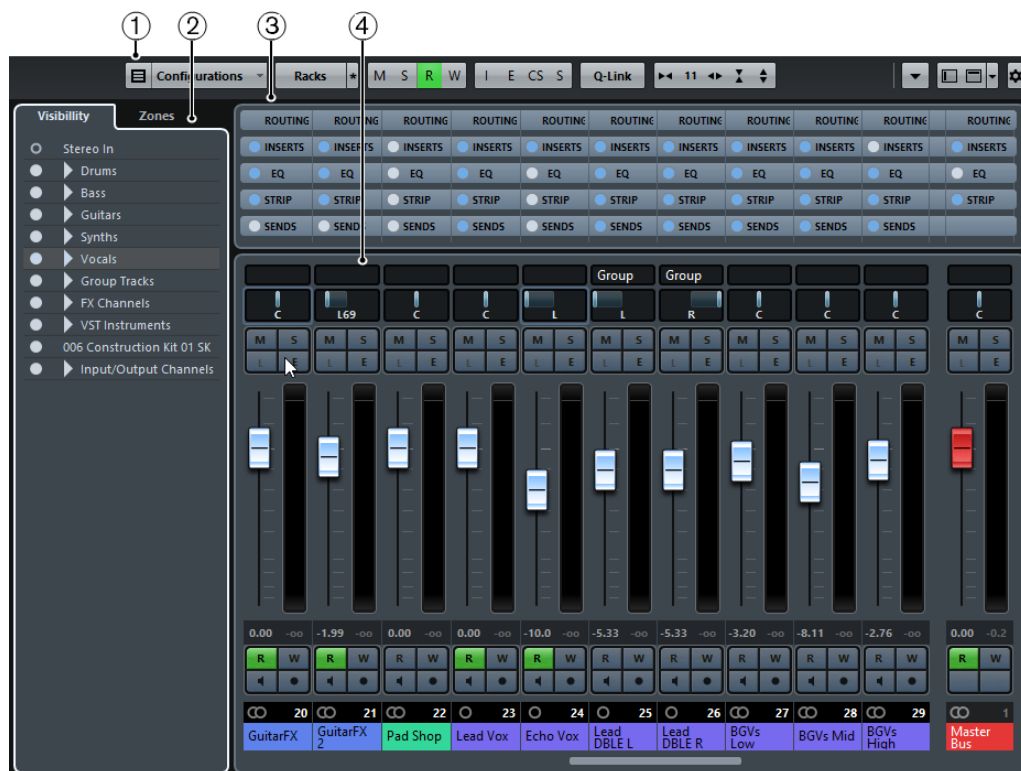 1 2 3 4
Configurations Racks * M S R W I E CS S Q-Link 11
Visibillity Zones
Stereo In
Drums
Bass
Guitars
Synths
Vocals
Group Tracks
FX Channels
VST Instruments
006 Construction Kit 01 SK
Input/Output Channels
ROUTING ROUTING ROUTING ROUTING ROUTING ROUTING ROUTING ROUTING ROUTING ROUTING ROUTING
INSERTS INSERTS INSERTS INSERTS INSERTS INSERTS INSERTS INSERTS INSERTS INSERTS INSERTS
EQ EQ EQ EQ EQ EQ EQ EQ EQ EQ EQ
STRIP STRIP STRIP STRIP STRIP STRIP STRIP STRIP STRIP STRIP STRIP
SENDS SENDS SENDS SENDS SENDS SENDS SENDS SENDS SENDS SENDS
Group Group
C L69 C C L L R C C C C
M S M S M S M S M S M S M S M S M S M S M S
L E L E L E L E L E L E L E L E L E L E L E
0.00 -oo -1.99 -oo 0.00 -oo 0.00 -oo -10.0 -oo -5.33 -oo -5.33 -oo -3.20 -oo -8.11 -oo -2.76 -oo 0.00 -0.2
R W R W R W R W R W R W R W R W R W R W R W
20 21 22 23 24 25 26 27 28 29 1
GuitarFX
GuitarFX 2
Pad Shop
Lead Vox
Echo Vox
Lead DBLE L
Lead DBLE R
BGVs Low
BGVs Mid
BGVs High
Master Bus